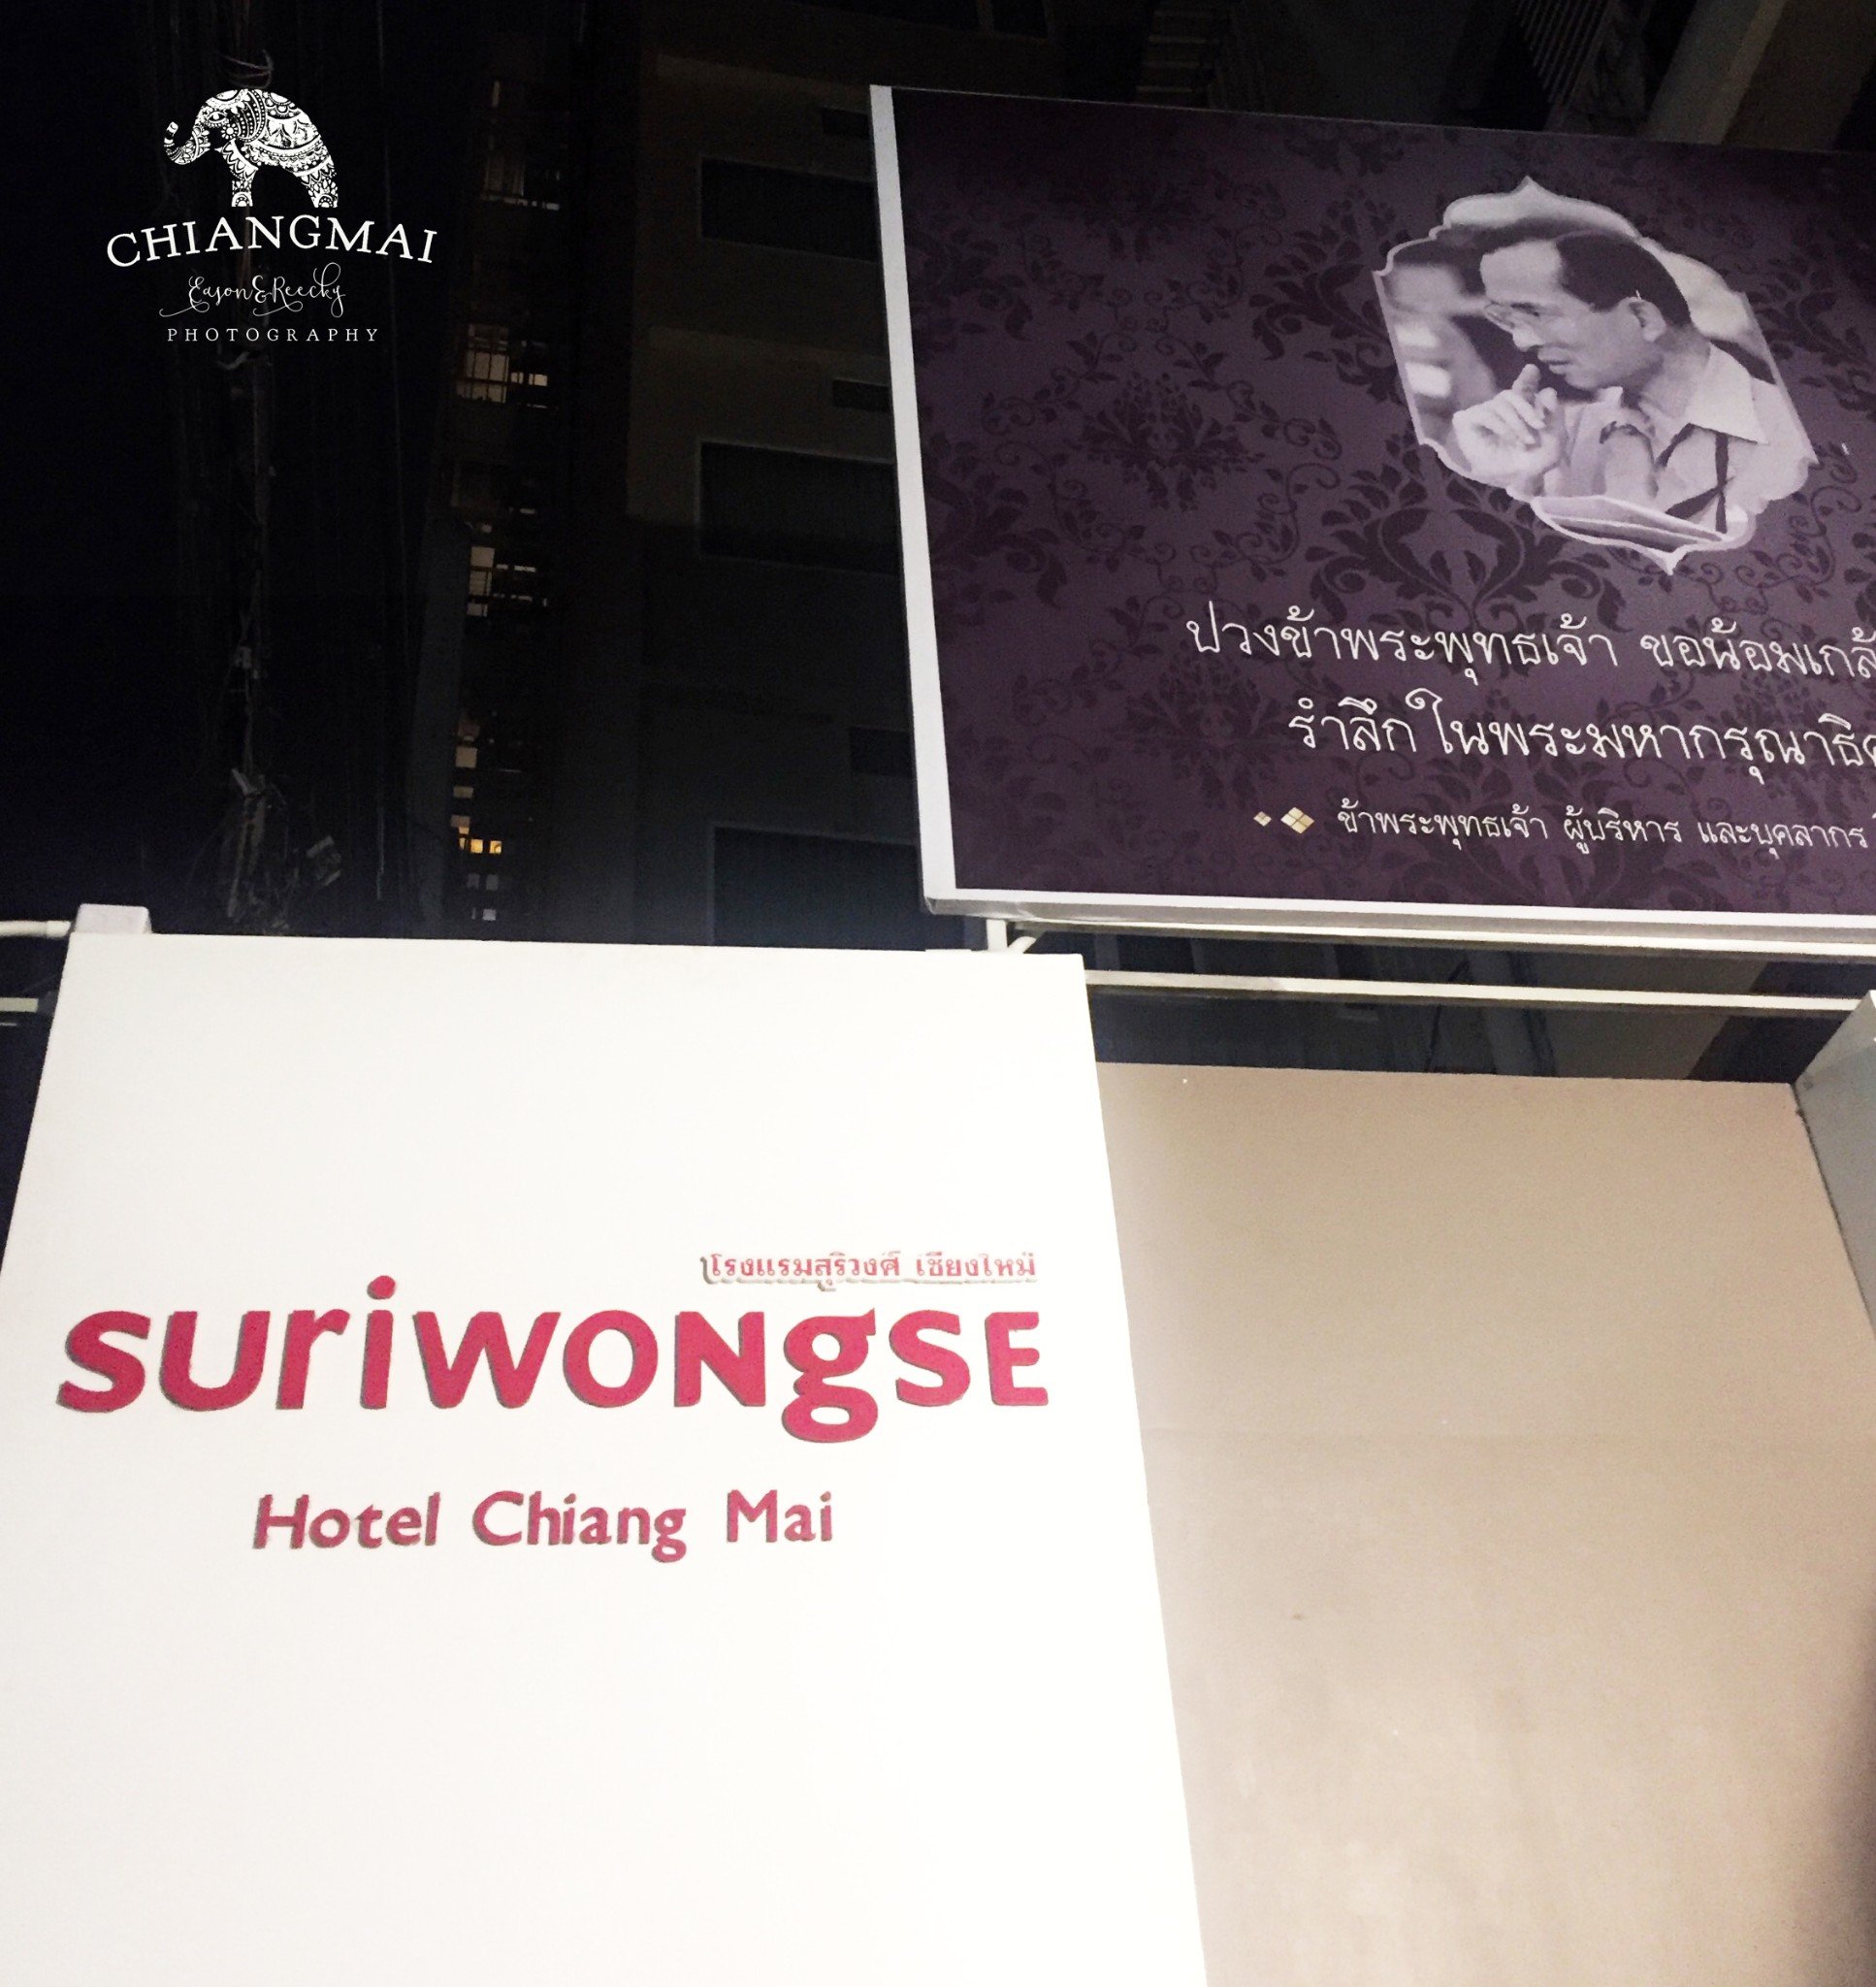 CHIANGMAI
Eason&Reecky
PHOTOGRAPHY
ปวงข้าพระพุทธเจ้า ขอน้อมเกล้
รำลึกในพระมหากรุณาธิ
ข้าพระพุทธเจ้า ผู้บริหาร และบุคลากร
โรงแรมสุริวงศ์ เชียงใหม่
suriwongSE
Hotel Chiang Mai